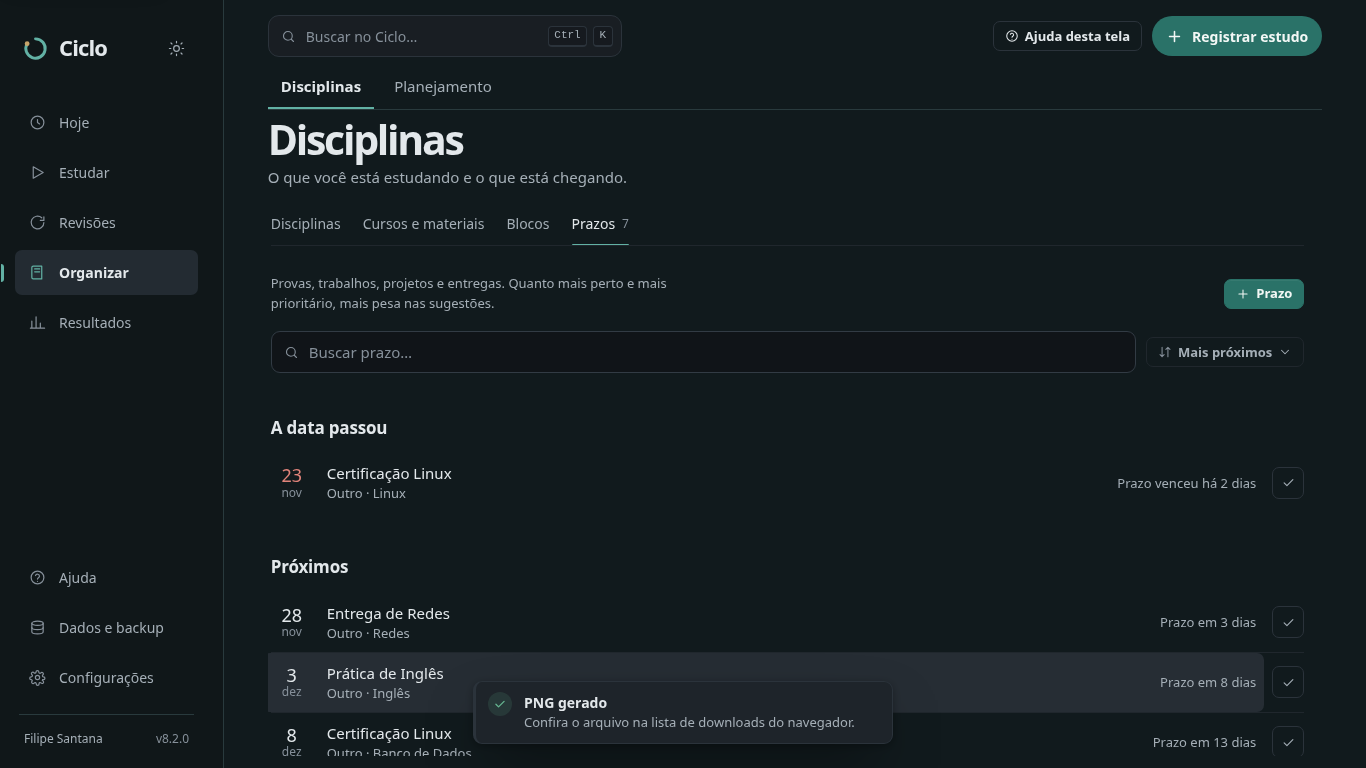 Ciclo
Buscar no Ciclo...
Ctrl K
Ajuda desta tela
Registrar estudo
Hoje
Estudar
Revisões
Organizar
Resultados
Ajuda
Dados e backup
Configurações
Filipe Santana v8.2.0
Disciplinas Planejamento
Disciplinas
O que você está estudando e o que está chegando.
Disciplinas Cursos e materiais Blocos Prazos 7
Provas, trabalhos, projetos e entregas. Quanto mais perto e mais
prioritário, mais pesa nas sugestões.
Prazo
Buscar prazo...
Mais próximos
A data passou
23 nov
Certificação Linux
Outro · Linux
Prazo venceu há 2 dias
Próximos
28 nov
Entrega de Redes
Outro · Redes
Prazo em 3 dias
3 dez
Prática de Inglês
Outro · Inglês
Prazo em 8 dias
8 dez
Certificação Linux
Outro · Banco de Dados
Prazo em 13 dias
PNG gerado
Confira o arquivo na lista de downloads do navegador.